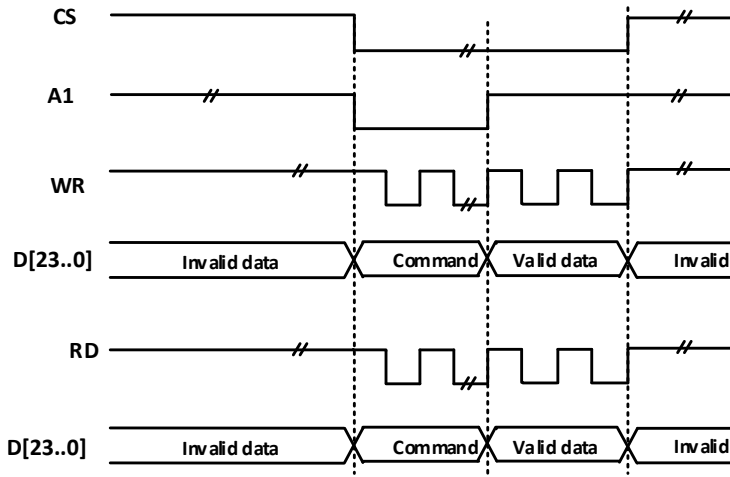 CS
A1
WR
D[23..0] Invalid data Command Valid data Invalid
RD
D[23..0] Invalid data Command Valid data Invalid